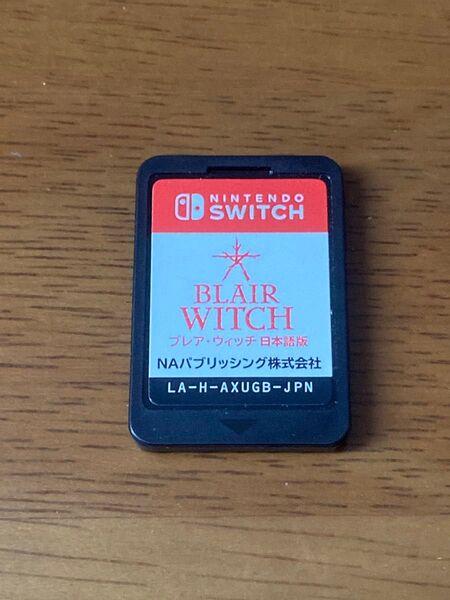 NINTENDO
SWITCH
BLAIR
WITCH
ブレア・ウィッチ 日本語版
NAパブリッシング株式会社
LA-H-AXUGB-JPN